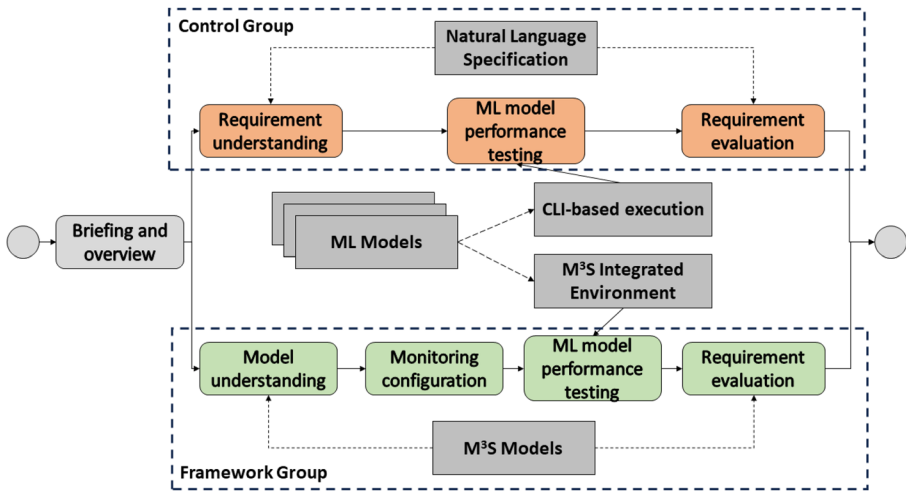 Control Group
Natural Language
Specification
Requirement
understanding
ML model
performance
testing
Requirement
evaluation
CLI-based execution
ML Models
Briefing and
overview
M³S Integrated
Environment
Model
understanding
Monitoring
configuration
ML model
performance
testing
Requirement
evaluation
M³S Models
Framework Group